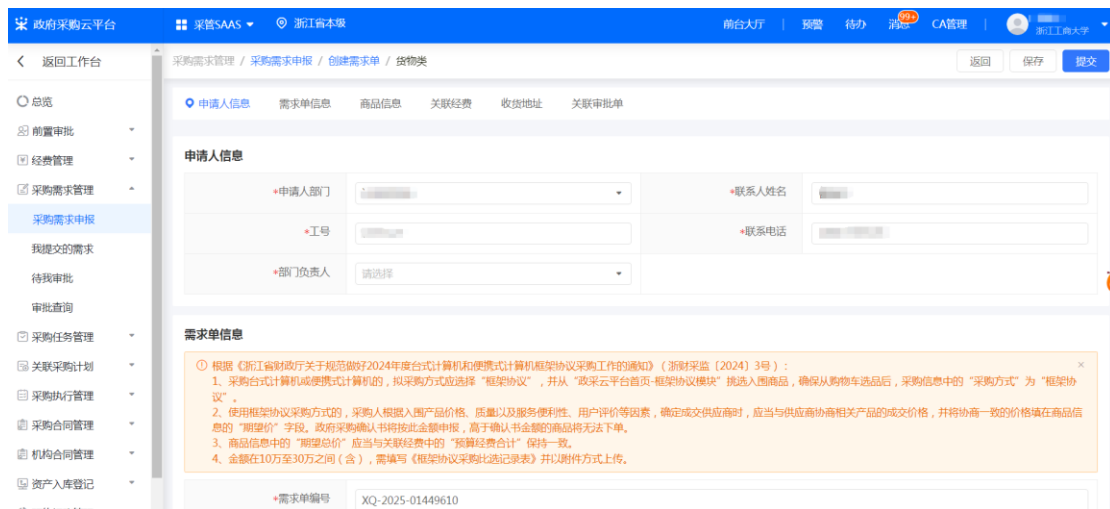 政府采购云平台
采管SAAS
浙江省本级
前台大厅
预警
待办
消息
99+
CA管理
浙江工商大学
返回工作台
采购需求管理 / 采购需求申报 / 创建需求单 / 货物类
返回
保存
提交
总览
前置审批
经费管理
采购需求管理
采购需求申报
我提交的需求
待我审批
审批查询
采购任务管理
关联采购计划
采购执行管理
采购合同管理
机构合同管理
资产入库登记
申请人信息
需求单信息
商品信息
关联经费
收货地址
关联审批单
申请人信息
*申请人部门
*联系人姓名
*工号
*联系电话
*部门负责人
请选择
需求单信息
根据《浙江省财政厅关于规范做好2024年度台式计算机和便携式计算机框架协议采购工作的通知》(浙财采监〔2024〕3号):
1、采购台式计算机或便携式计算机的,拟采购方式应选择“框架协议”,并从“政采云平台首页-框架协议模块”挑选入围商品,确保从购物车选品后,采购信息中的“采购方式”为“框架协
议”。
2、使用框架协议采购方式的,采购人根据入围产品价格、质量以及服务便利性、用户评价等因素,确定成交供应商时,应当与供应商协商相关产品的成交价格,并将协商一致的价格填在商品信
息的“期望价”字段。政府采购确认书将按此金额申报,高于确认书金额的商品将无法下单。
3、商品信息中的“期望总价”应当与关联经费中的“预算经费合计”保持一致。
4、金额在10万至30万之间(含),需填写《框架协议采购比选记录表》并以附件方式上传。
*需求单编号
XQ-2025-01449610